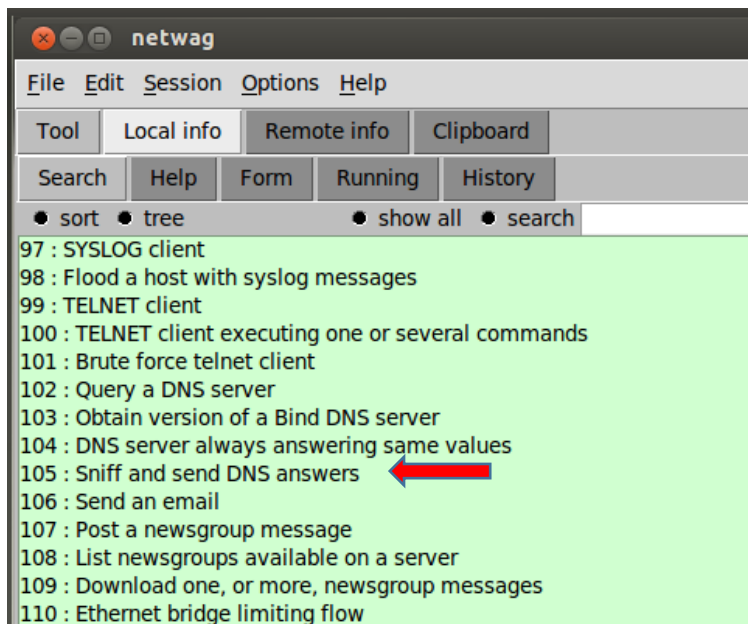 netwag
File Edit Session Options Help
Tool Local info Remote info Clipboard
Search Help Form Running History
sort tree show all search
97 : SYSLOG client
98 : Flood a host with syslog messages
99 : TELNET client
100 : TELNET client executing one or several commands
101 : Brute force telnet client
102 : Query a DNS server
103 : Obtain version of a Bind DNS server
104 : DNS server always answering same values
105 : Sniff and send DNS answers
106 : Send an email
107 : Post a newsgroup message
108 : List newsgroups available on a server
109 : Download one, or more, newsgroup messages
110 : Ethernet bridge limiting flow